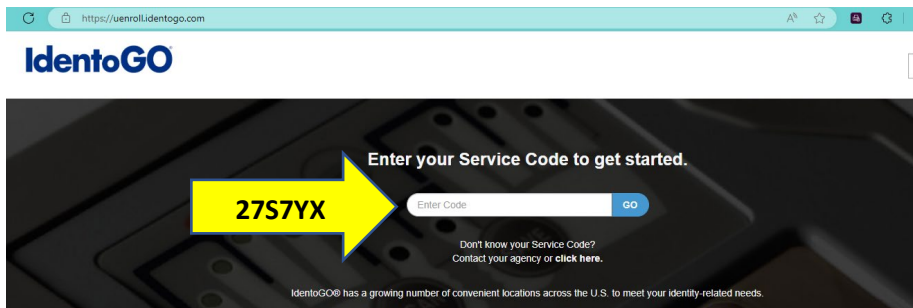 https://uenroll.identogo.com
IdentoGO
Enter your Service Code to get started.
27S7YX
Enter Code
GO
Don't know your Service Code?
Contact your agency or click here.
IdentoGO® has a growing number of convenient locations across the U.S. to meet your identity-related needs.